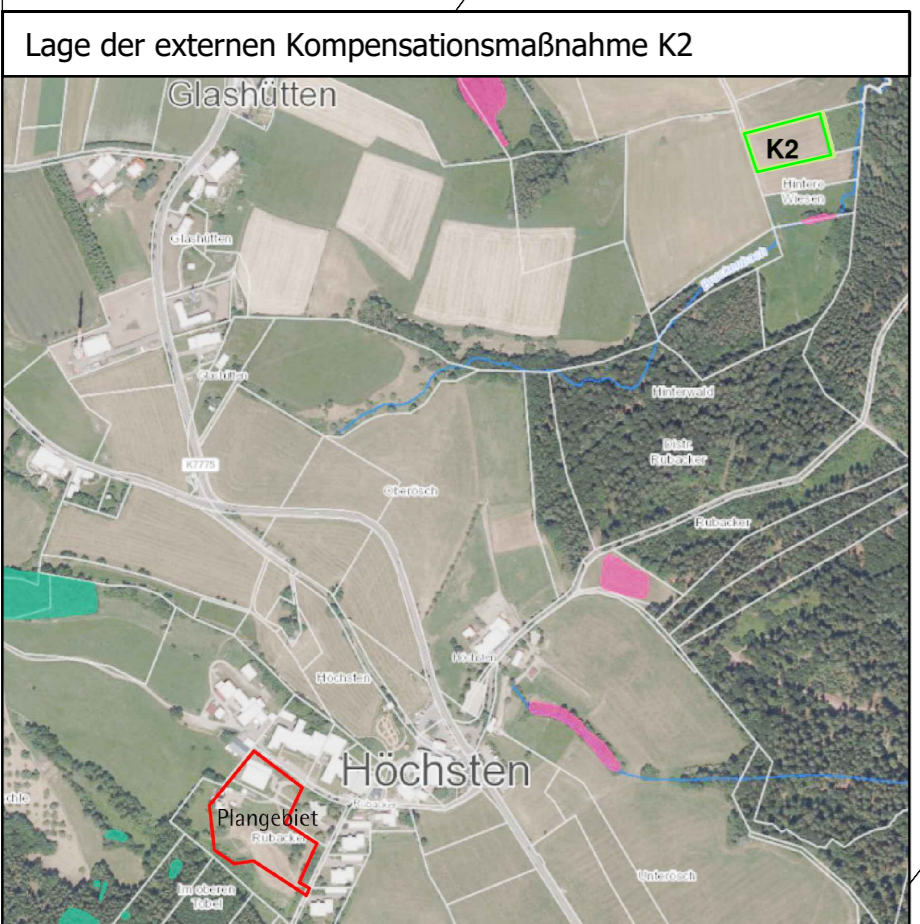 Lage der externen Kompensationsmaßnahme K2
Glashütten
K2
Hintere
Wiesen
Glashütten
Glashütten
Hinterwald
Distr.
Rubacker
K7775
Oberösch
Rubacker
Höchsten
Höchsten
Höchsten
Rubacker
Plangebiet
Rubacker
Unterösch
Im oberen
Tobel